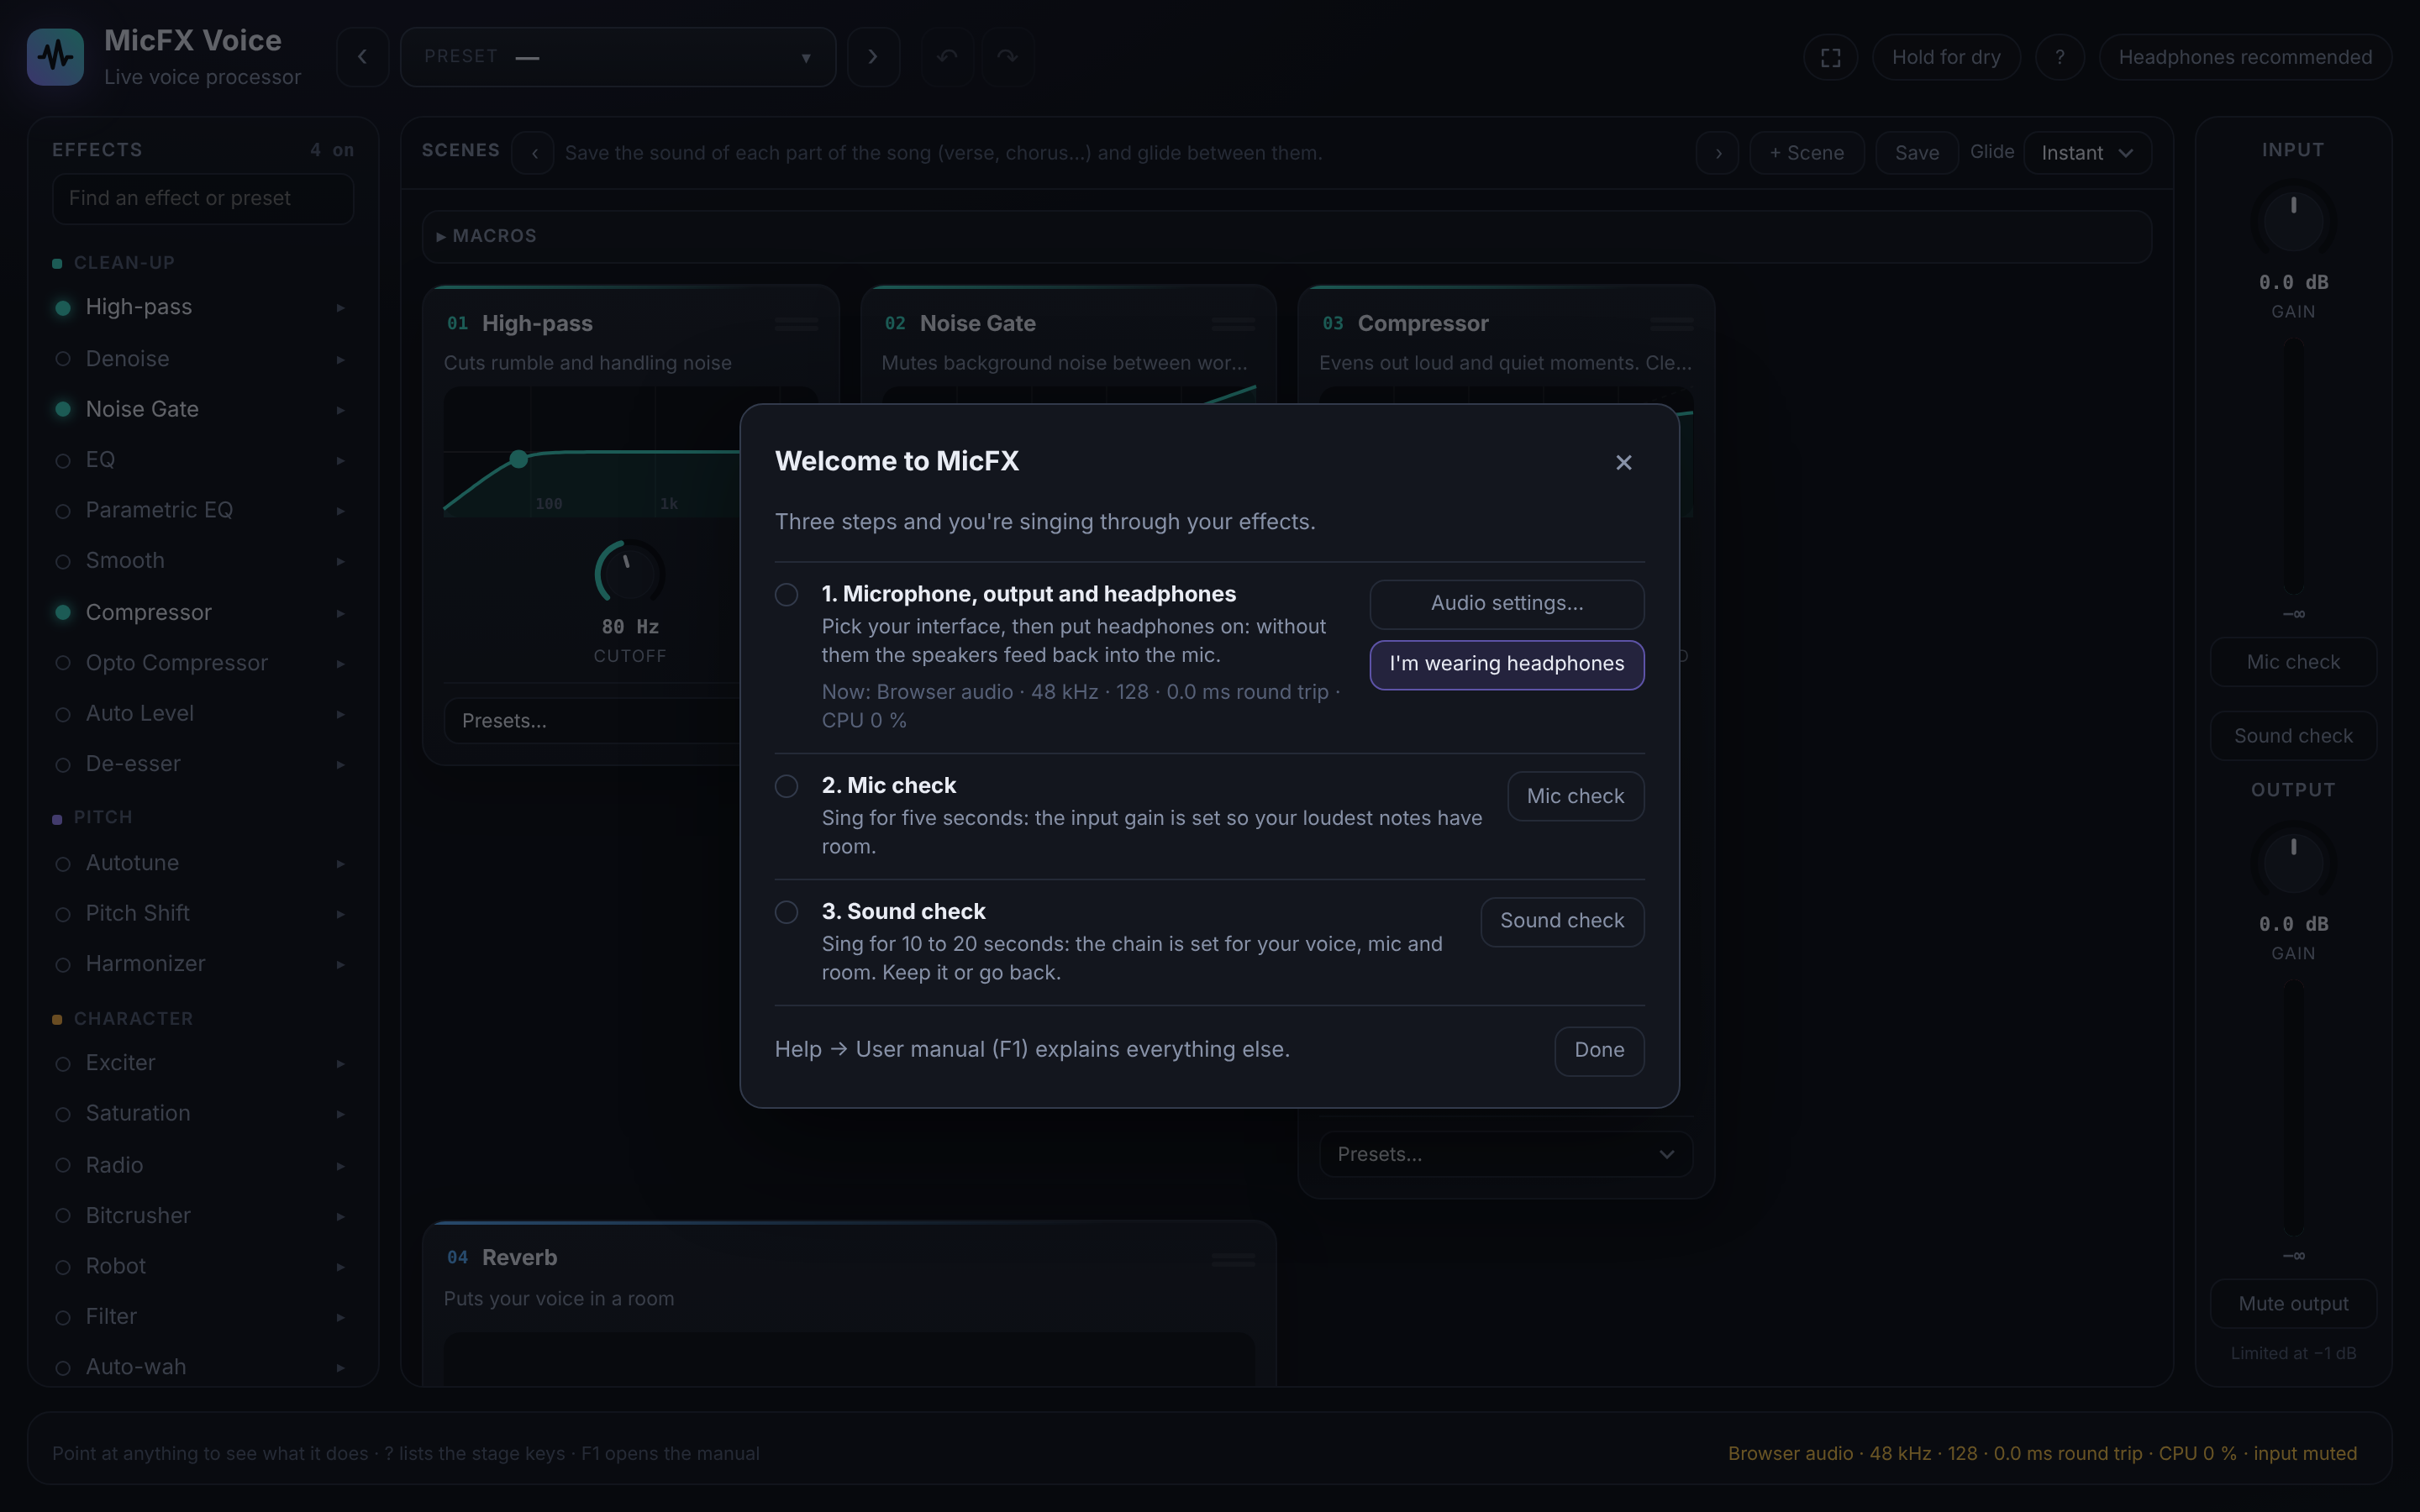 MicFX Voice
Live voice processor
‹
PRESET —
›
Hold for dry
?
Headphones recommended
EFFECTS
4 on
Find an effect or preset
CLEAN-UP
High-pass
Denoise
Noise Gate
EQ
Parametric EQ
Smooth
Compressor
Opto Compressor
Auto Level
De-esser
PITCH
Autotune
Pitch Shift
Harmonizer
CHARACTER
Exciter
Saturation
Radio
Bitcrusher
Robot
Filter
Auto-wah
SCENES
‹
Save the sound of each part of the song (verse, chorus...) and glide between them.
›
+ Scene
Save
Glide
Instant
MACROS
01 High-pass
Cuts rumble and handling noise
100
1k
80 Hz
CUTOFF
Presets...
02 Noise Gate
Mutes background noise between wor...
03 Compressor
Evens out loud and quiet moments. Cle...
Presets...
04 Reverb
Puts your voice in a room
Welcome to MicFX
×
Three steps and you're singing through your effects.
1. Microphone, output and headphones
Pick your interface, then put headphones on: without
them the speakers feed back into the mic.
Now: Browser audio · 48 kHz · 128 · 0.0 ms round trip ·
CPU 0 %
Audio settings...
I'm wearing headphones
2. Mic check
Sing for five seconds: the input gain is set so your loudest notes have
room.
Mic check
3. Sound check
Sing for 10 to 20 seconds: the chain is set for your voice, mic and
room. Keep it or go back.
Sound check
Help → User manual (F1) explains everything else.
Done
INPUT
0.0 dB
GAIN
−∞
Mic check
Sound check
OUTPUT
0.0 dB
GAIN
−∞
Mute output
Limited at −1 dB
Point at anything to see what it does · ? lists the stage keys · F1 opens the manual
Browser audio · 48 kHz · 128 · 0.0 ms round trip · CPU 0 % · input muted